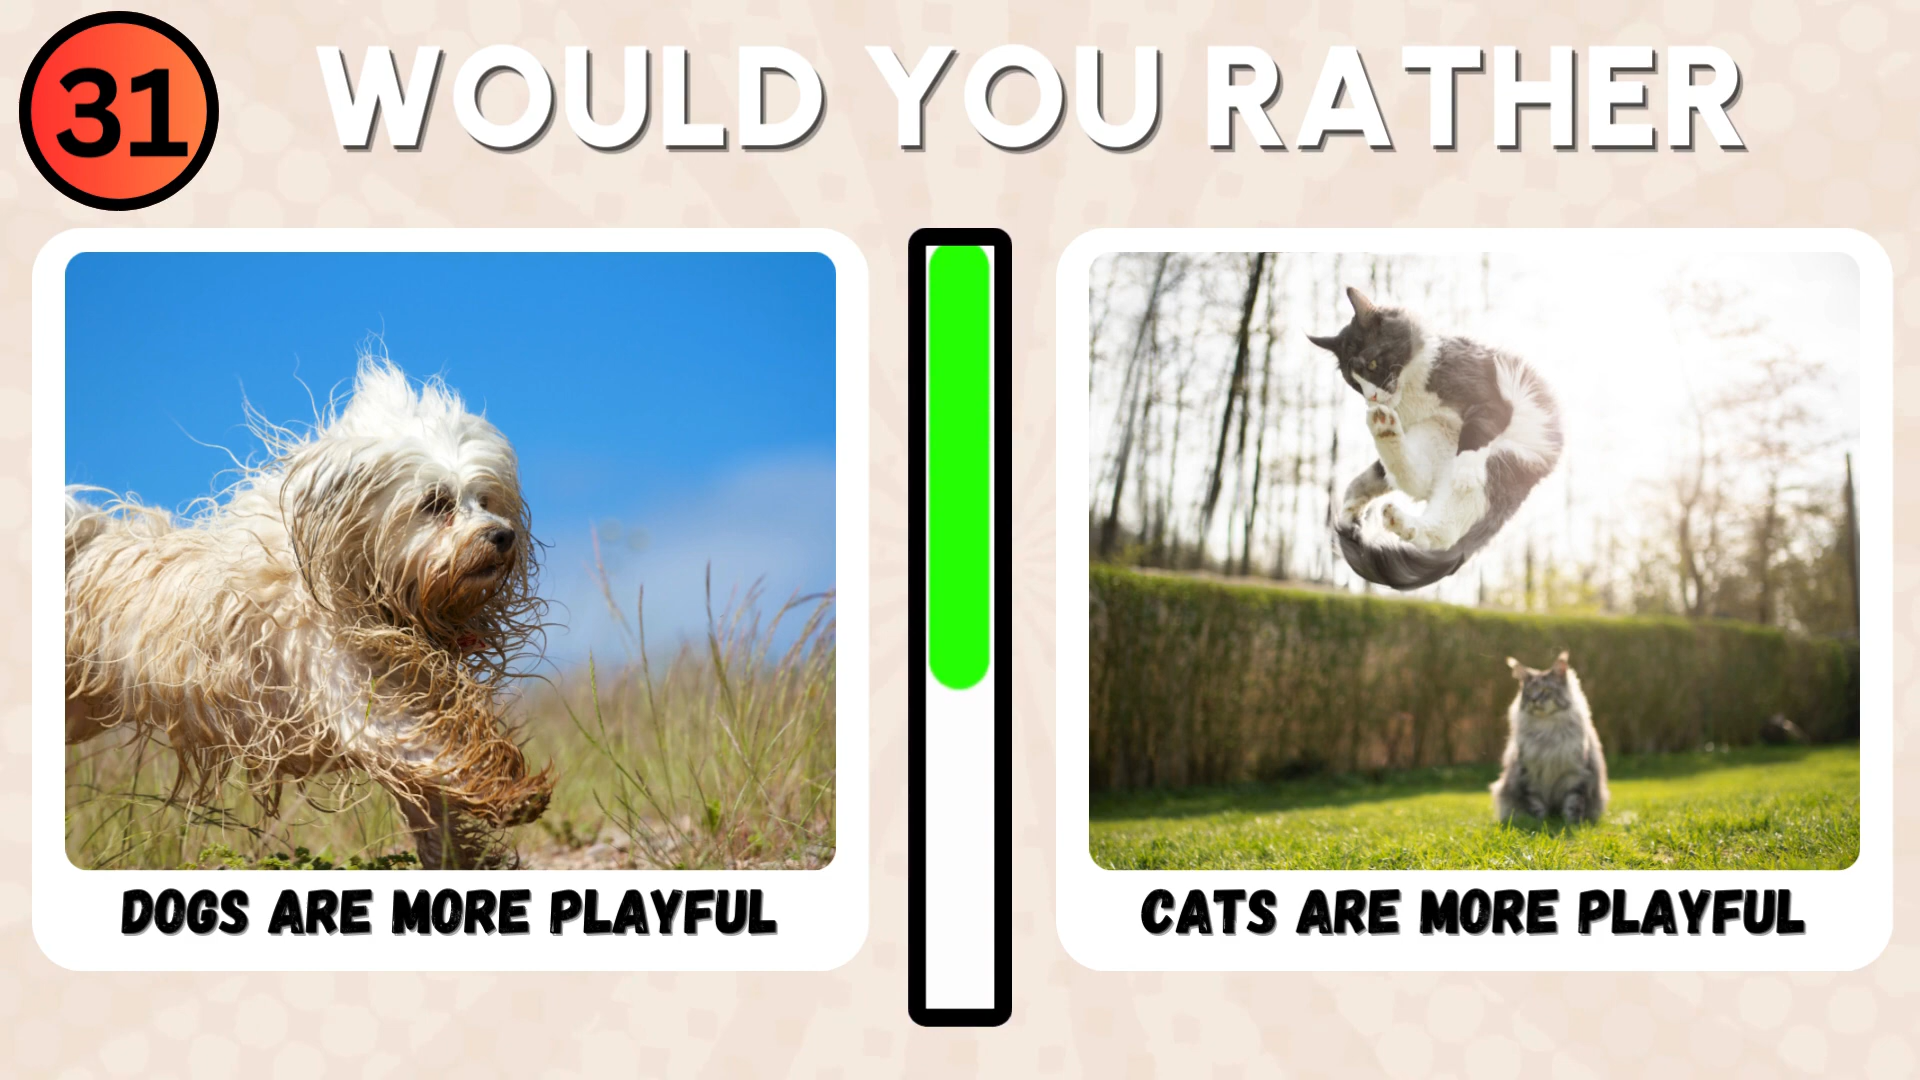 31
WOULD YOU RATHER
DOGS ARE MORE PLAYFUL
CATS ARE MORE PLAYFUL